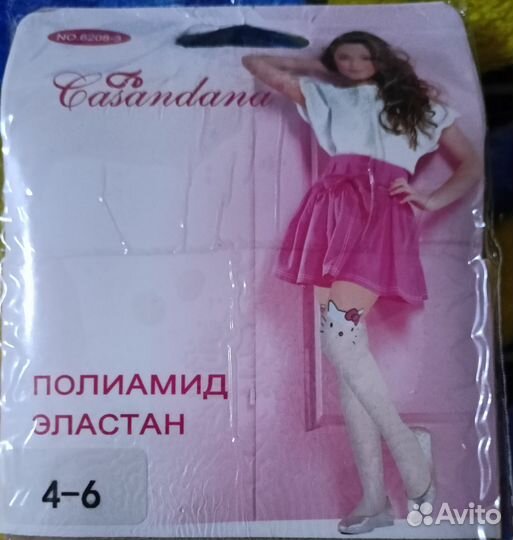 NO.6208-3
Casandana
ПОЛИАМИД
ЭЛАСТАН
4-6
Avito